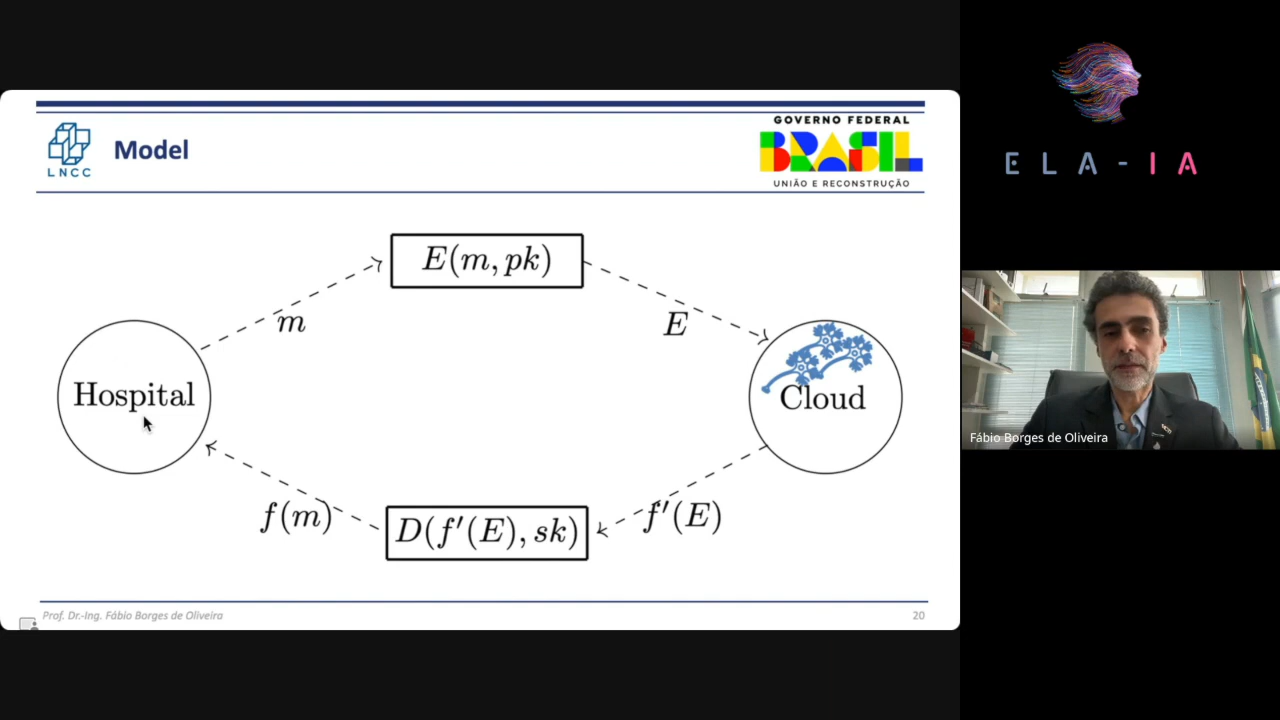 LNCC
Model
GOVERNO FEDERAL
BRASIL
UNIÃO E RECONSTRUÇÃO
E(m, pk)
m
E
Hospital
Cloud
f(m)
D(f′(E), sk)
f′(E)
Prof. Dr.-Ing. Fábio Borges de Oliveira
20
ELA-IA
Fábio Borges de Oliveira